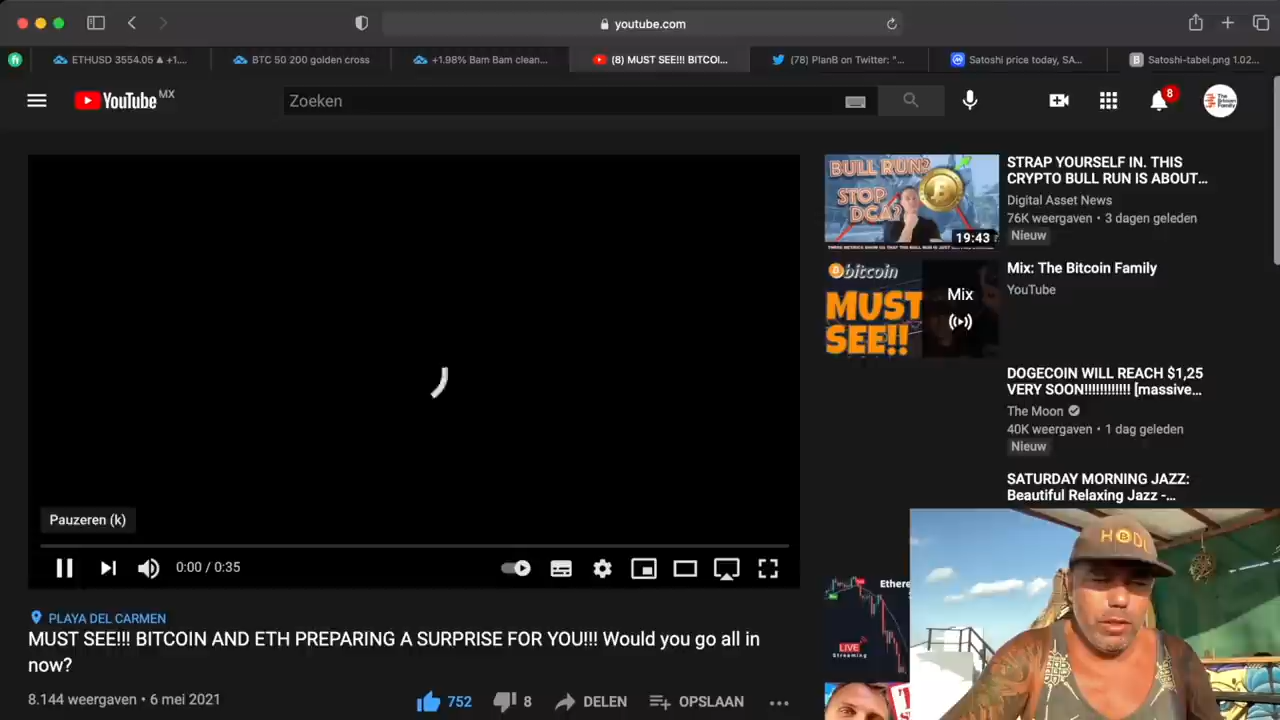 youtube.com
ETHUSD 3554.05 ▲ +1....
BTC 50 200 golden cross
+1.98% Bam Bam clean...
(8) MUST SEE!!! BITCOI...
(78) PlanB on Twitter: "...
Satoshi price today, SA...
Satoshi-tabel.png 1.02...
YouTube MX
Zoeken
8
BULL RUN?
STOP
DCA?
19:43
STRAP YOURSELF IN. THIS
CRYPTO BULL RUN IS ABOUT...
Digital Asset News
76K weergaven • 3 dagen geleden
Nieuw
bitcoin
MUST
SEE!!
Mix
Mix: The Bitcoin Family
YouTube
DOGECOIN WILL REACH $1,25
VERY SOON!!!!!!!!!!!! [massive...
The Moon
40K weergaven • 1 dag geleden
Nieuw
SATURDAY MORNING JAZZ:
Beautiful Relaxing Jazz -...
Pauzeren (k)
0:00 / 0:35
Ethere
LIVE
Streaming
HODL
PLAYA DEL CARMEN
MUST SEE!!! BITCOIN AND ETH PREPARING A SURPRISE FOR YOU!!! Would you go all in
now?
8.144 weergaven • 6 mei 2021
752
8
DELEN
OPSLAAN